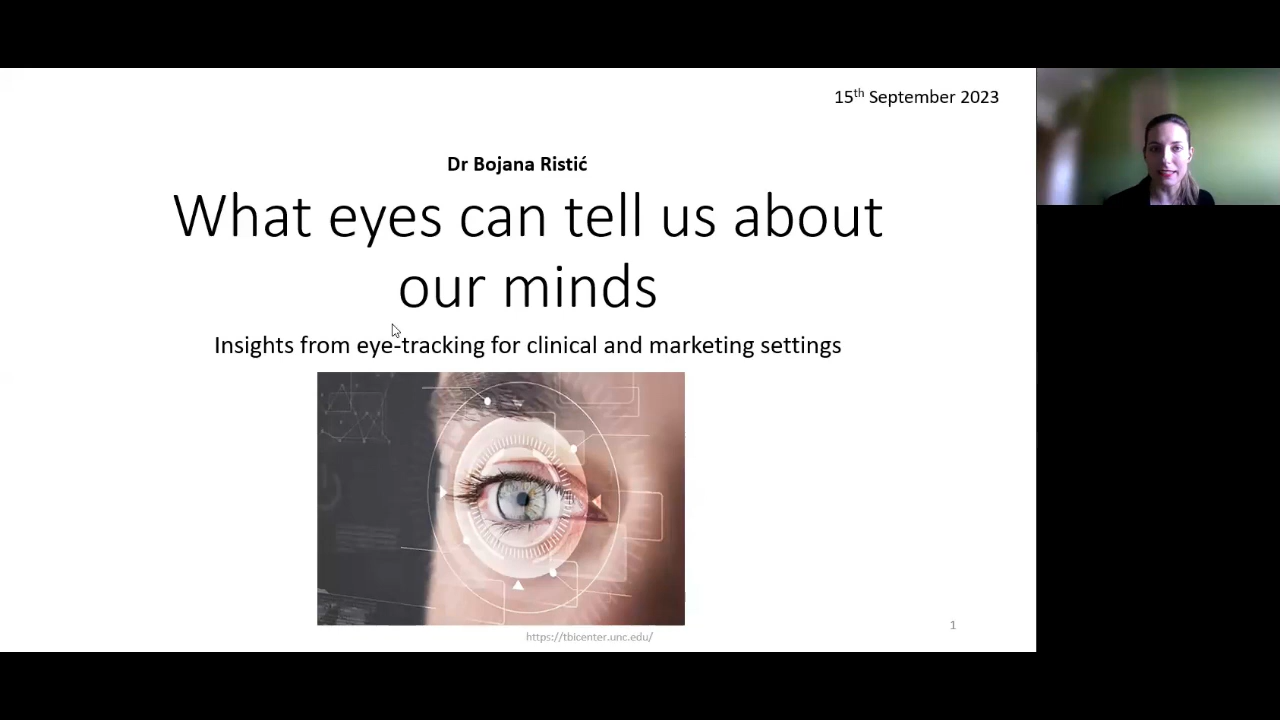 15th September 2023
Dr Bojana Ristić
What eyes can tell us about
our minds
Insights from eye-tracking for clinical and marketing settings
https://tbicenter.unc.edu/
1